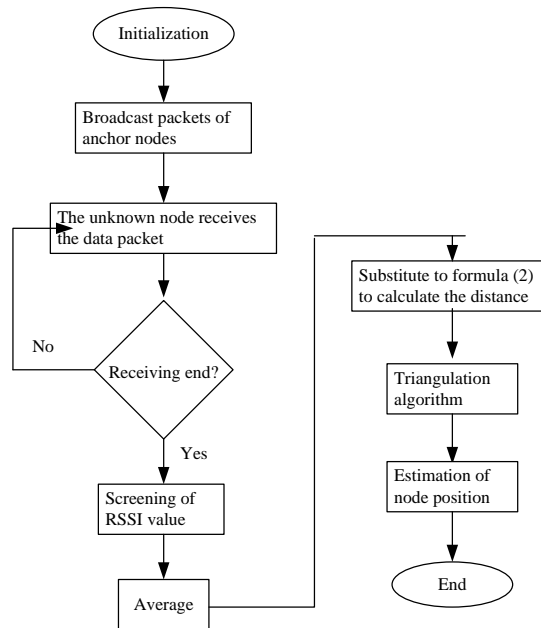 Initialization
Broadcast packets of
anchor nodes
The unknown node receives
the data packet
No
Receiving end?
Yes
Screening of
RSSI value
Average
Substitute to formula (2)
to calculate the distance
Triangulation
algorithm
Estimation of
node position
End